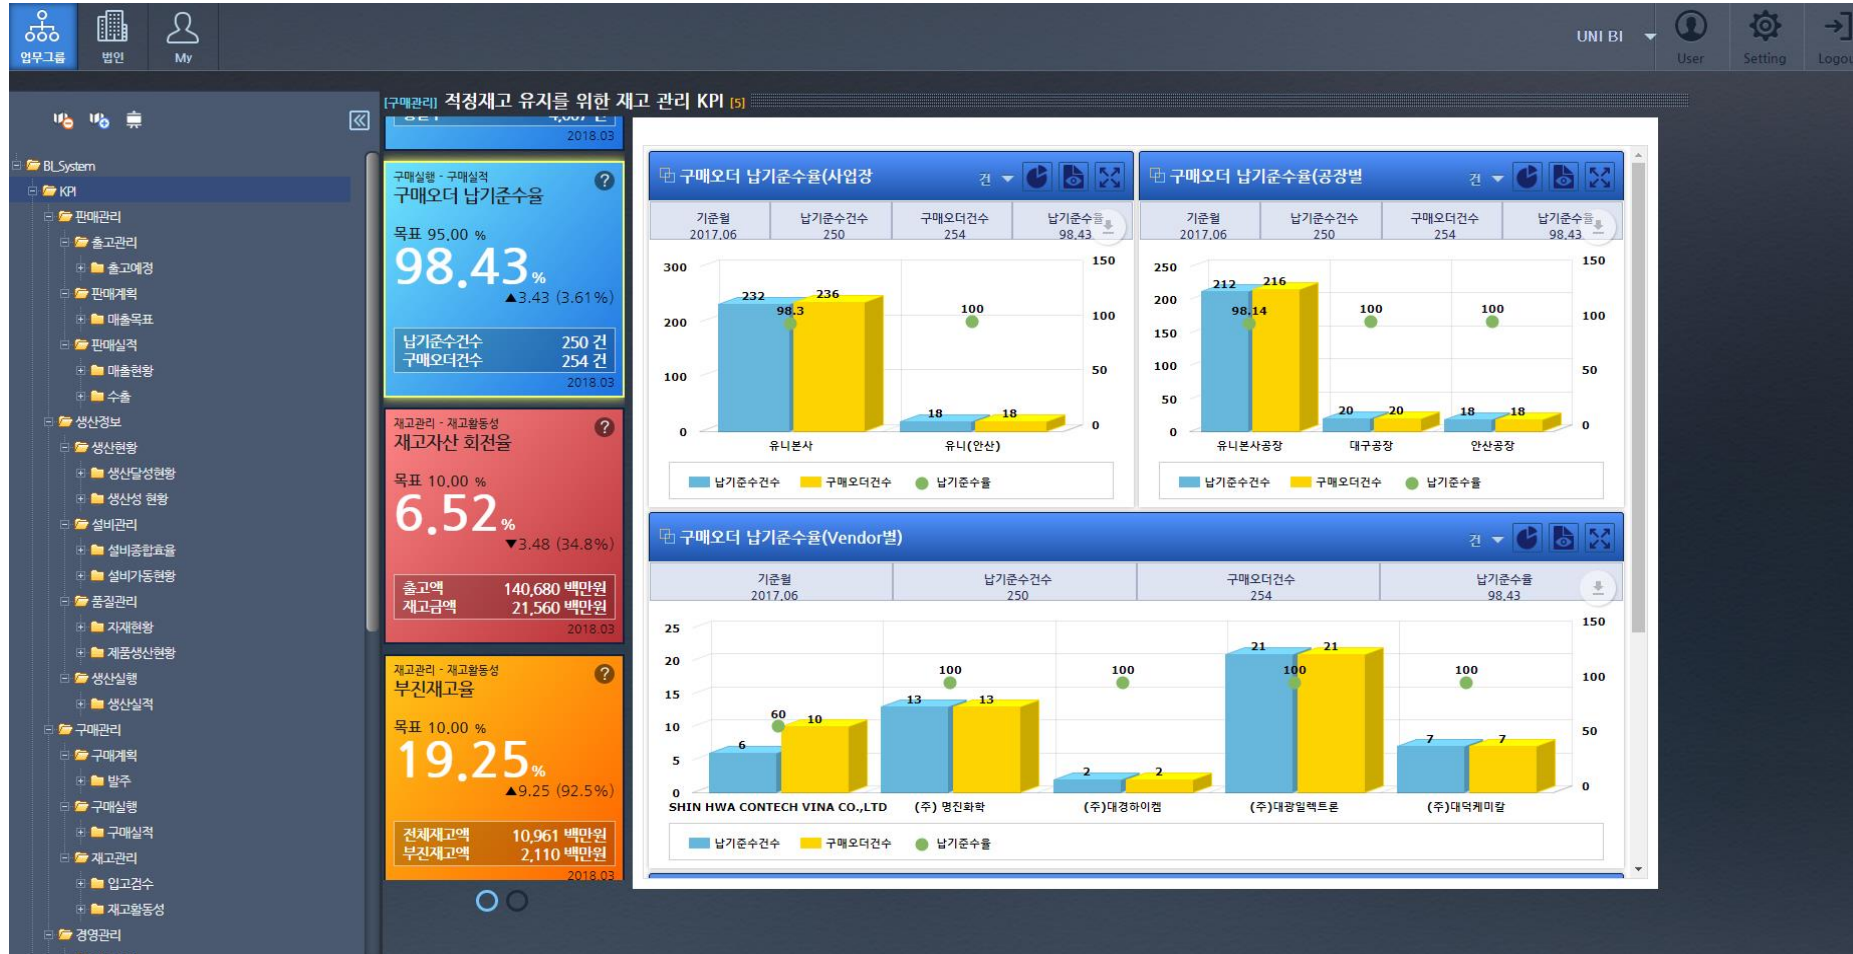 업무그룹
법인
My
UNI BI
User
Setting
[구매관리] 적정재고 유지를 위한 재고 관리 KPI [5]
BI_System
KPI
판매관리
출고관리
출고예정
판매계획
매출목표
판매실적
매출현황
수출
생산정보
생산현황
생산달성현황
생산성 현황
설비관리
설비종합효율
설비가동현황
품질관리
자재현황
제품생산현황
생산실행
생산실적
구매관리
구매계획
발주
구매실행
구매실적
재고관리
입고검수
재고활동성
경영관리
2018.03
구매실행 - 구매실적
구매오더 납기준수율
목표 95.00 %
98.43%
▲3.43 (3.61%)
납기준수건수 250 건
구매오더건수 254 건
2018.03
재고관리 - 재고활동성
재고자산 회전율
목표 10.00 %
6.52%
▼3.48 (34.8%)
출고액 140,680 백만원
재고금액 21,560 백만원
2018.03
재고관리 - 재고활동성
부진재고율
목표 10.00 %
19.25%
▲9.25 (92.5%)
전체재고액 10,961 백만원
부진재고액 2,110 백만원
2018.03
구매오더 납기준수율(사업장 건
기준월 납기준수건수 구매오더건수 납기준수율
2017.06 250 254 98.43
300 150
232 236 98.3 100
200 100
100 50
18 18
0 0
유니본사 유니(안산)
납기준수건수 구매오더건수 납기준수율
구매오더 납기준수율(공장별 건
기준월 납기준수건수 구매오더건수 납기준수율
2017.06 250 254 98.43
250 150
212 216
200 98.14 100 100 100
150
100 50
50 20 20 18 18
0 0
유니본사공장 대구공장 안산공장
납기준수건수 구매오더건수 납기준수율
구매오더 납기준수율(Vendor별) 건
기준월 납기준수건수 구매오더건수 납기준수율
2017.06 250 254 98.43
25 150
21 21
20 100 100 100 100 100
15
13 13
10 60 10 50
6 7 7
5
2 2
0 0
SHIN HWA CONTECH VINA CO.,LTD (주) 명진화학 (주)대경하이켐 (주)대광일렉트론 (주)대덕케미칼
납기준수건수 구매오더건수 납기준수율